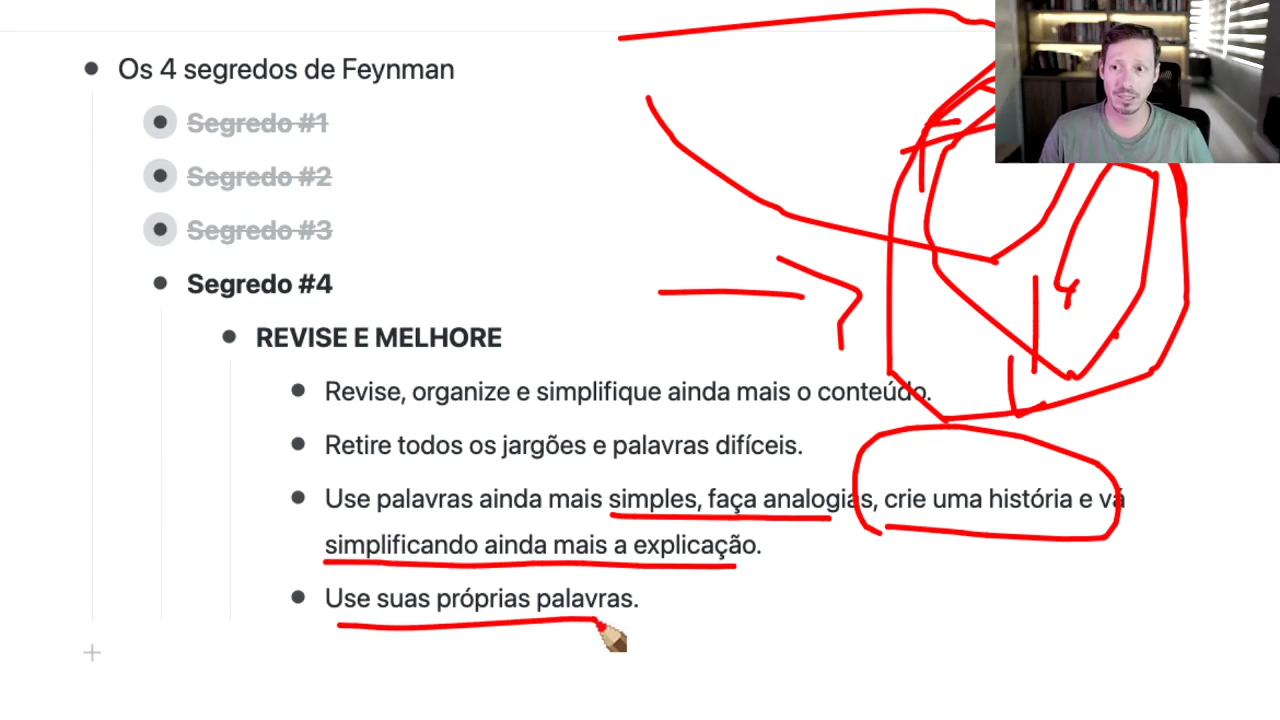 Os 4 segredos de Feynman
Segredo #1
Segredo #2
Segredo #3
Segredo #4
REVISE E MELHORE
Revise, organize e simplifique ainda mais o conteúdo.
Retire todos os jargões e palavras difíceis.
Use palavras ainda mais simples, faça analogias, crie uma história e vá
simplificando ainda mais a explicação.
Use suas próprias palavras.